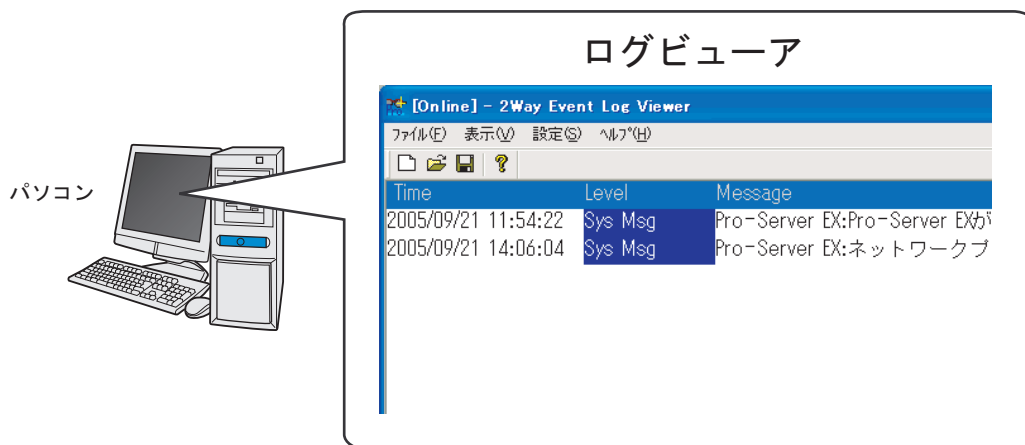 ログビューア
[Online] - 2Way Event Log Viewer
ファイル(F) 表示(V) 設定(S) ヘルプ(H)
パソコン
Time Level Message
2005/09/21 11:54:22 Sys Msg Pro-Server EX:Pro-Server EXが
2005/09/21 14:06:04 Sys Msg Pro-Server EX:ネットワークプ